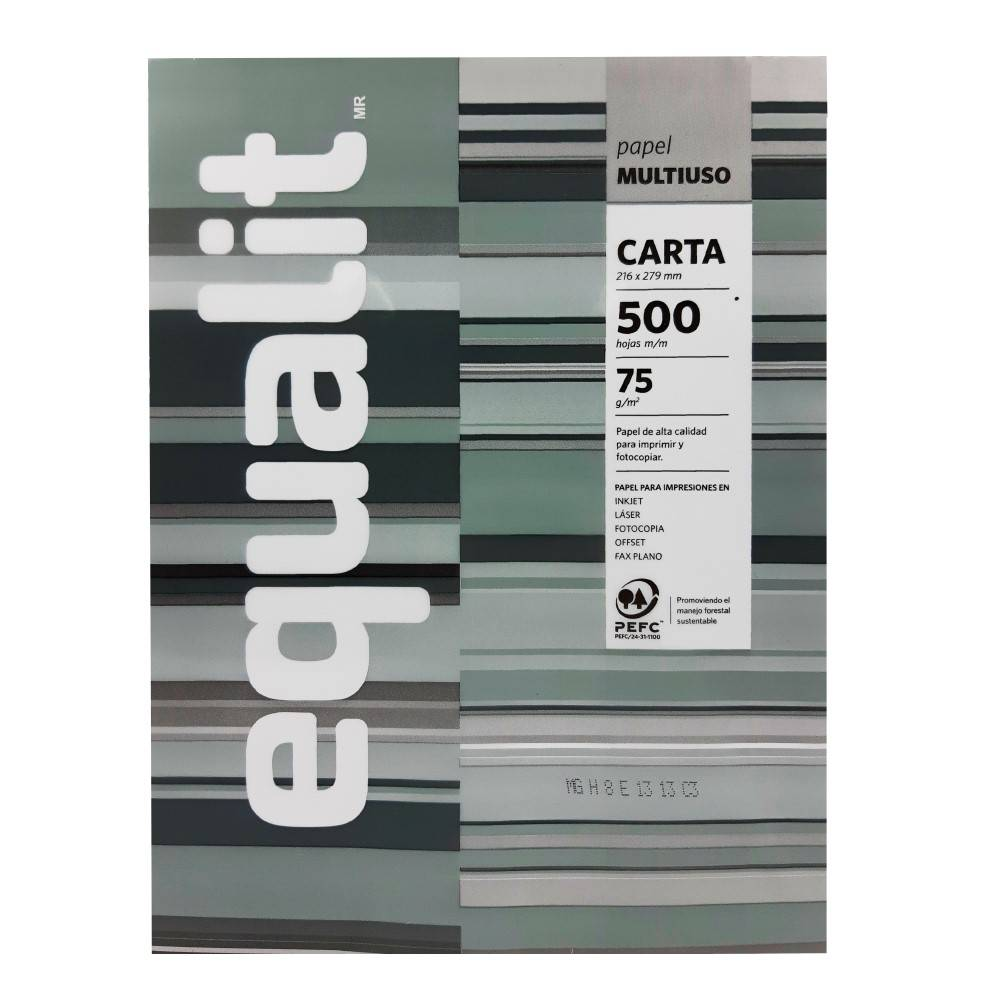 equalit MR
papel
MULTIUSO
CARTA
216 x 279 mm
500
hojas m/m
75
g/m²
Papel de alta calidad
para imprimir y
fotocopiar.
PAPEL PARA IMPRESIONES EN
INKJET
LÁSER
FOTOCOPIA
OFFSET
FAX PLANO
PEFC™
PEFC/24-31-1100
Promoviendo el
manejo forestal
sustentable
MG H 8 E 13 13 C3